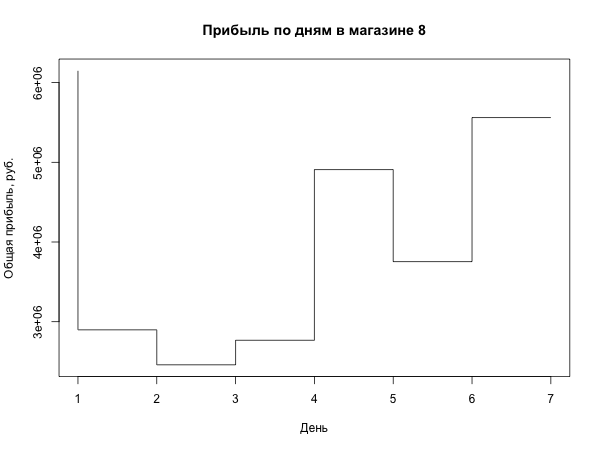 Прибыль по дням в магазине 8
Общая прибыль, руб.
6e+06
5e+06
4e+06
3e+06
1 2 3 4 5 6 7
День